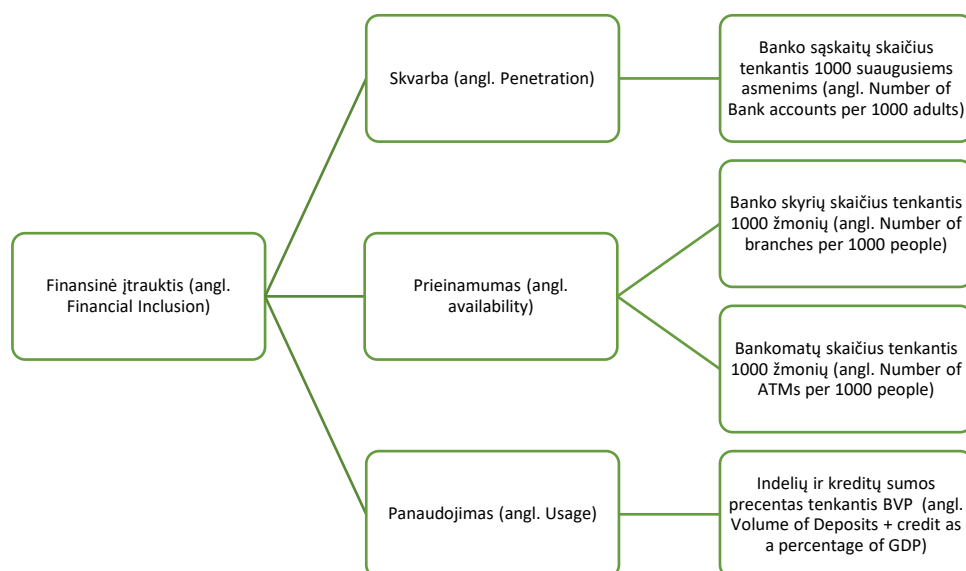 Finansinė įtrauktis (angl.
Financial Inclusion)
Skvarba (angl. Penetration)
Banko sąskaitų skaičius
tenkantis 1000 suaugusiems
asmenims (angl. Number of
Bank accounts per 1000 adults)
Prieinamumas (angl.
availability)
Banko skyrių skaičius tenkantis
1000 žmonių (angl. Number of
branches per 1000 people)
Bankomatų skaičius tenkantis
1000 žmonių (angl. Number of
ATMs per 1000 people)
Panaudojimas (angl. Usage)
Indelių ir kreditų sumos
precentas tenkantis BVP (angl.
Volume of Deposits + credit as
a percentage of GDP)